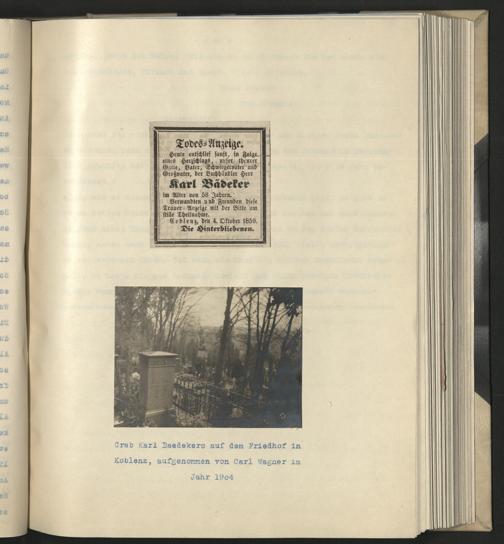 Todes-Anzeige.
Heute entschlief sanft, in Folge
eines Herzschlags, unser theurer
Gatte, Vater, Schwiegervater und
Großvater, der Buchhändler Herr
Karl Bädeker
im Alter von 58 Jahren.
Verwandten und Freunden diese
Trauer-Anzeige mit der Bitte um
stille Theilnahme.
Coblenz, den 4. Oktober 1859.
Die Hinterbliebenen.
Grab Karl Baedekers auf dem Friedhof in
Koblenz, aufgenommen von Carl Wagner im
Jahr 1904